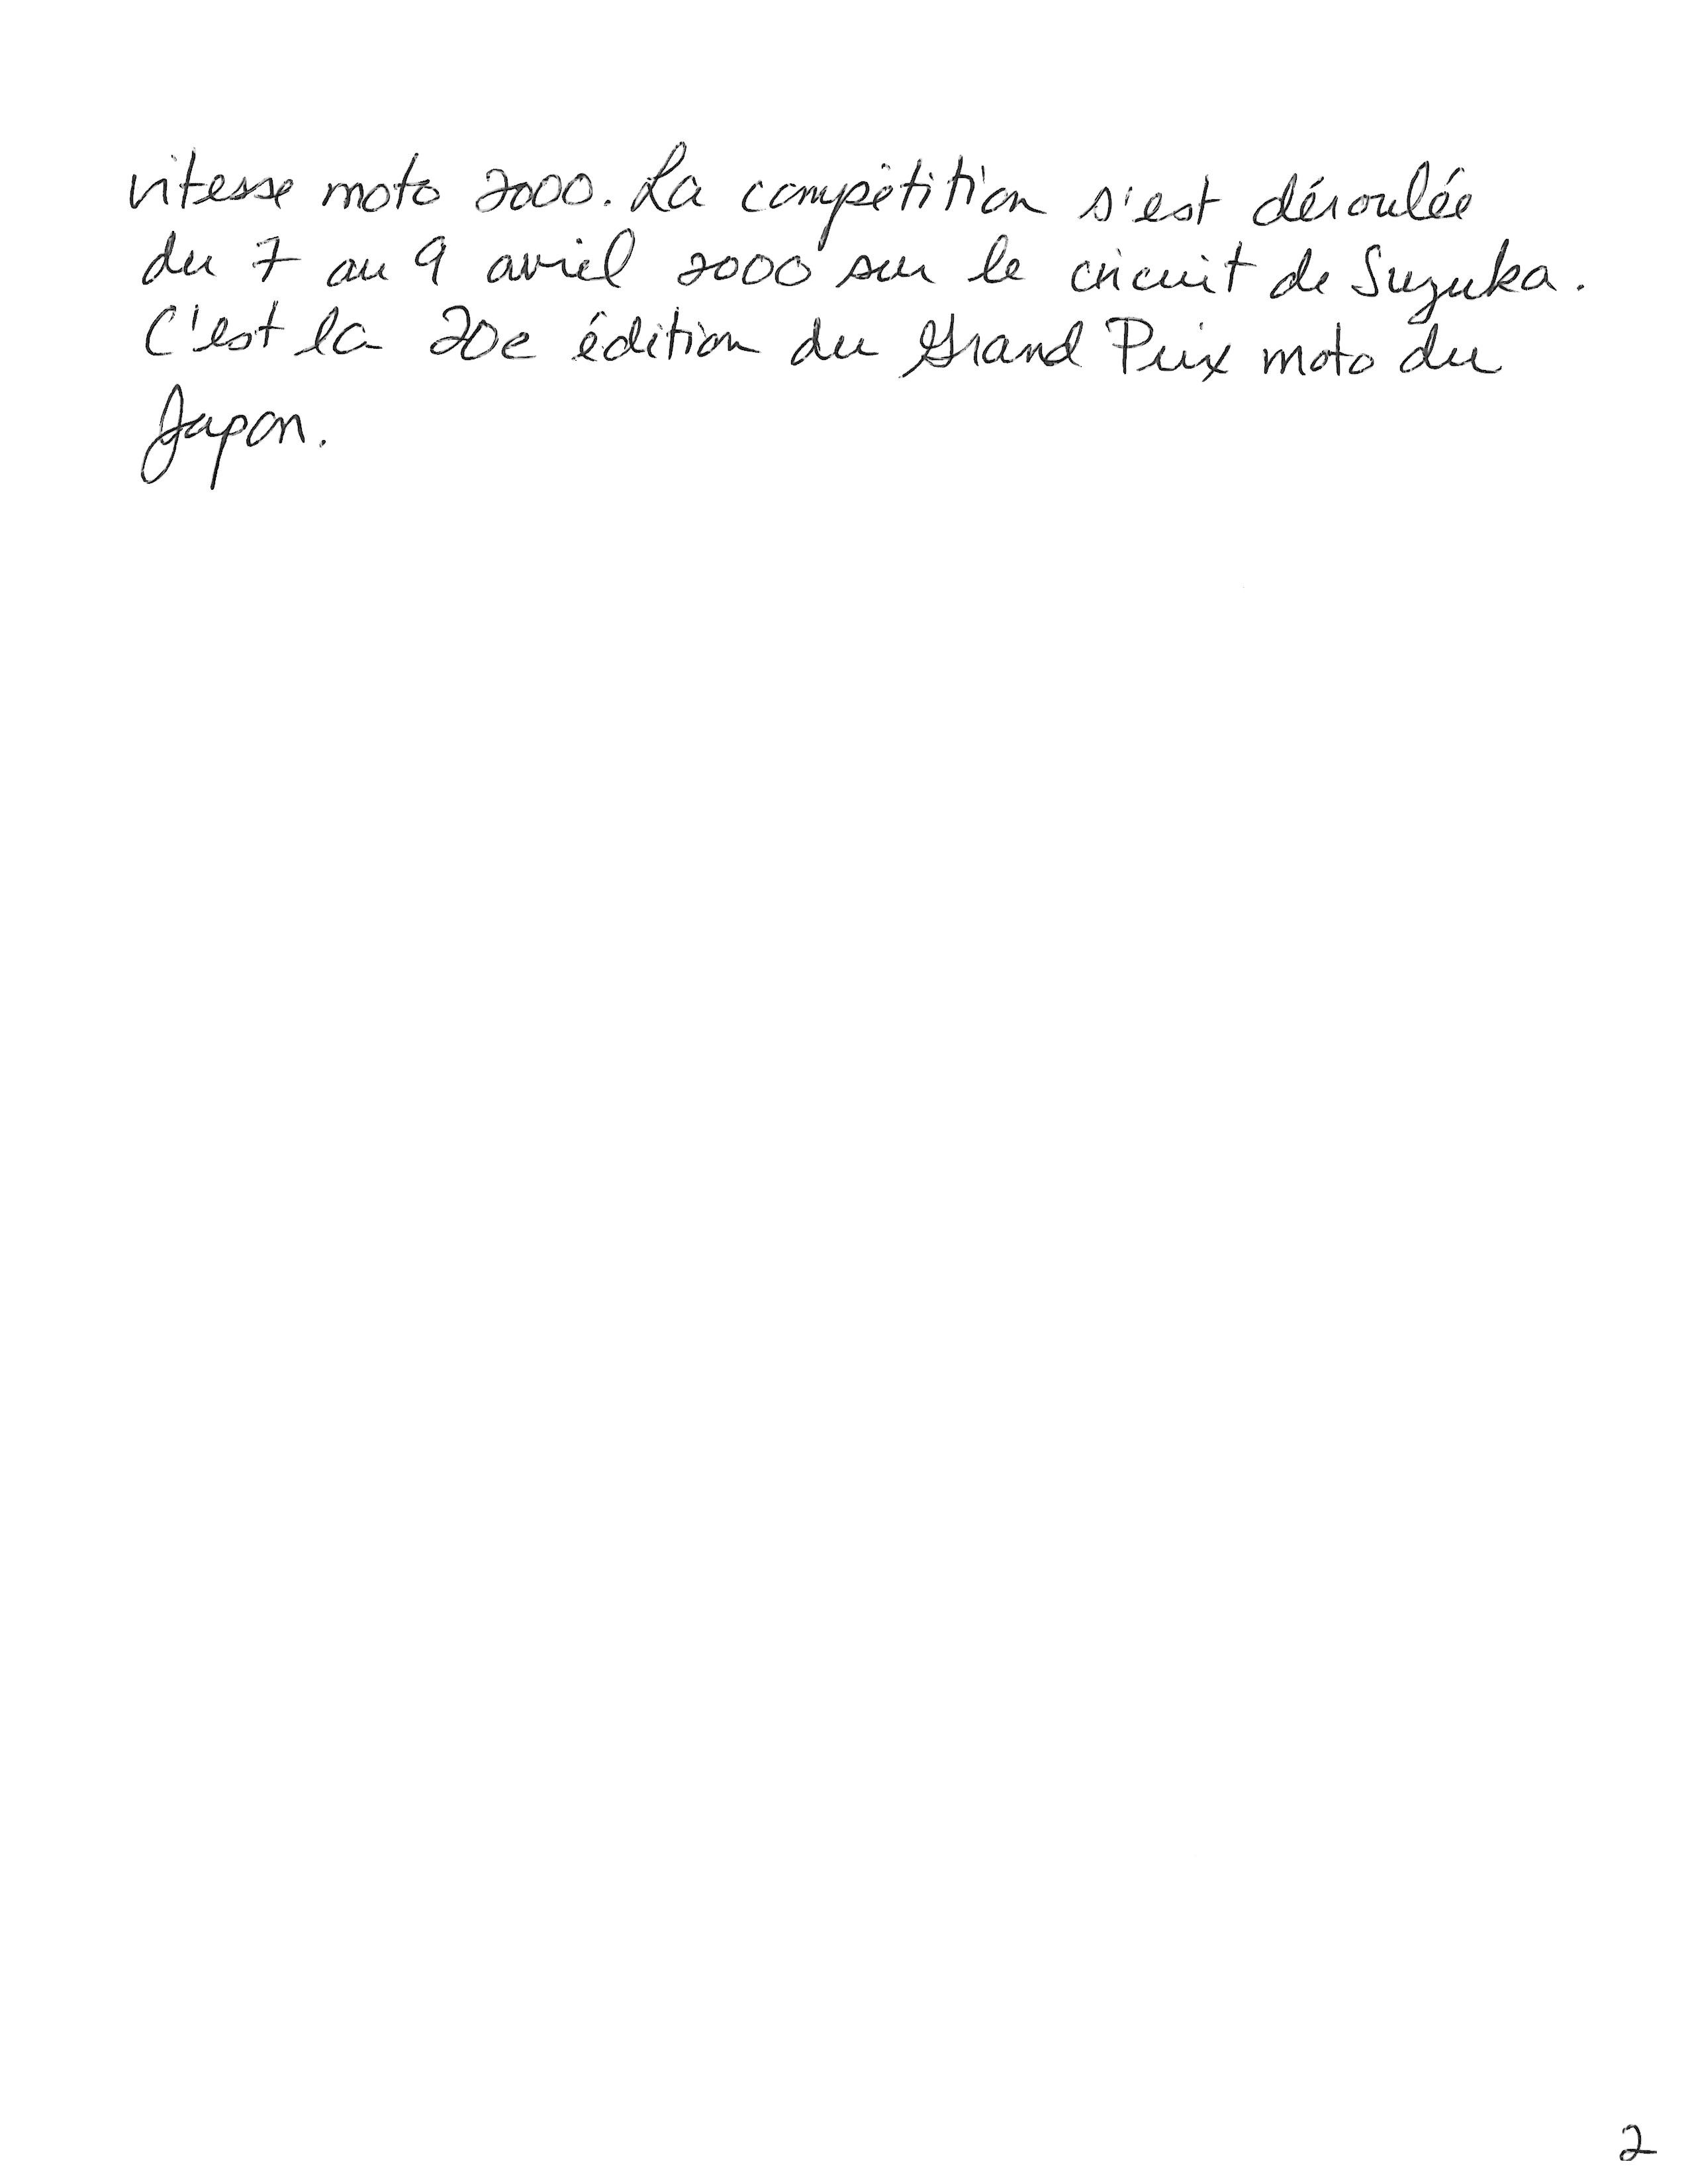 vitesse moto 2000. La compétition s'est déroulée
du 7 au 9 avril 2000 sur le circuit de Suzuka.
C'est la 20e édition du Grand Prix moto du
Japon.
2